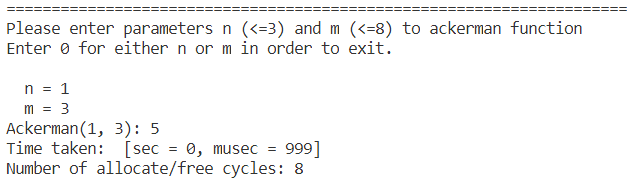 ========================================================================
Please enter parameters n (<=3) and m (<=8) to ackerman function
Enter 0 for either n or m in order to exit.
n = 1
m = 3
Ackerman(1, 3): 5
Time taken:  [sec = 0, musec = 999]
Number of allocate/free cycles: 8